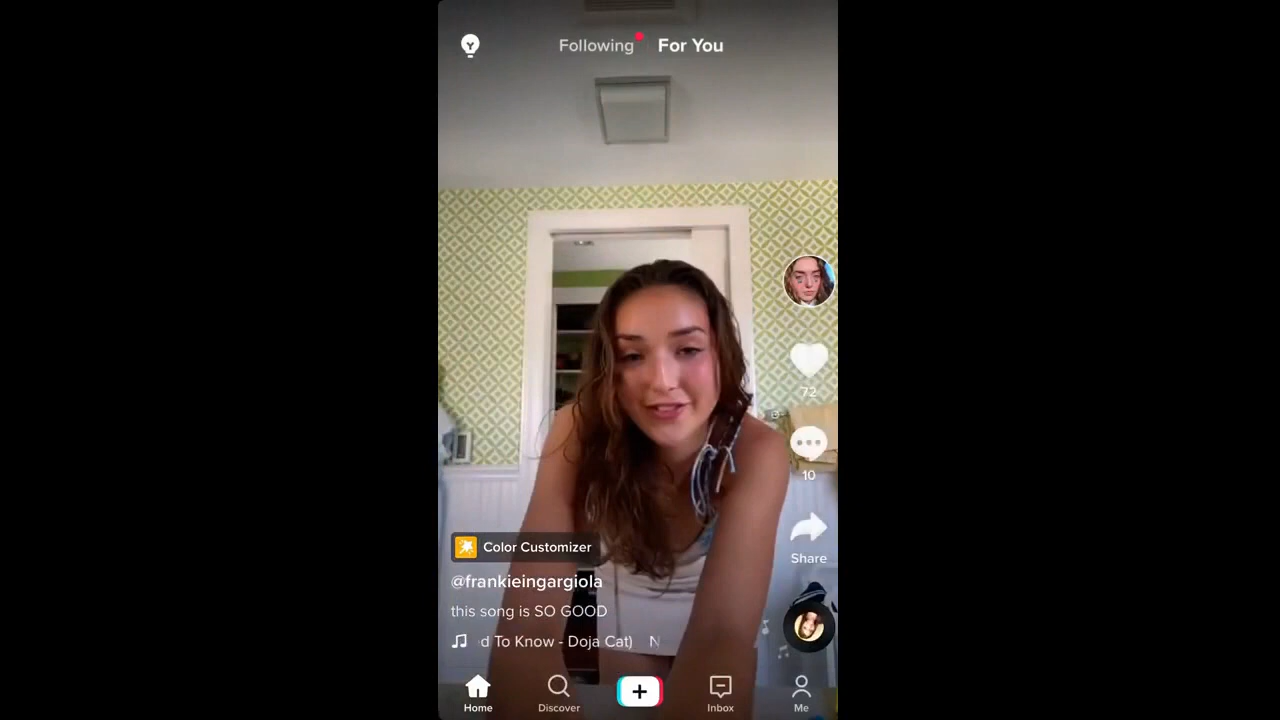 Following For You
72
10
Share
Color Customizer
@frankieingargiola
this song is SO GOOD
d To Know - Doja Cat) N
Home Discover Inbox Me